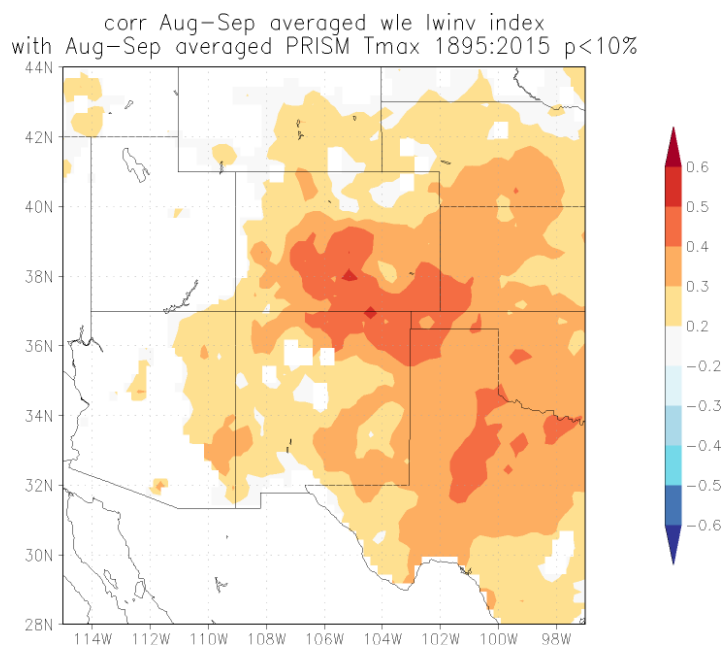 corr Aug-Sep averaged wle lwinv index
with Aug-Sep averaged PRISM Tmax 1895:2015 p<10%
44N
42N
40N
38N
36N
34N
32N
30N
28N
114W 112W 110W 108W 106W 104W 102W 100W 98W
0.6
0.5
0.4
0.3
0.2
-0.2
-0.3
-0.4
-0.5
-0.6